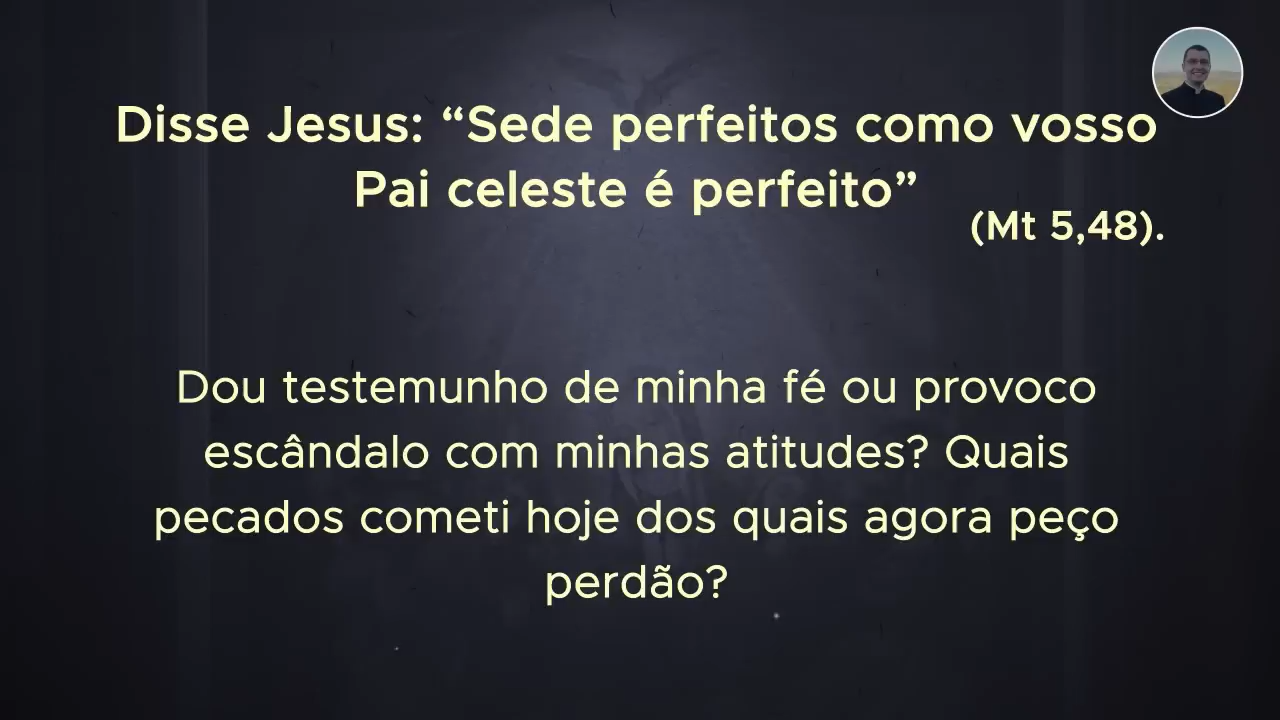 Disse Jesus: “Sede perfeitos como vosso
Pai celeste é perfeito”
(Mt 5,48).
Dou testemunho de minha fé ou provoco
escândalo com minhas atitudes? Quais
pecados cometi hoje dos quais agora peço
perdão?